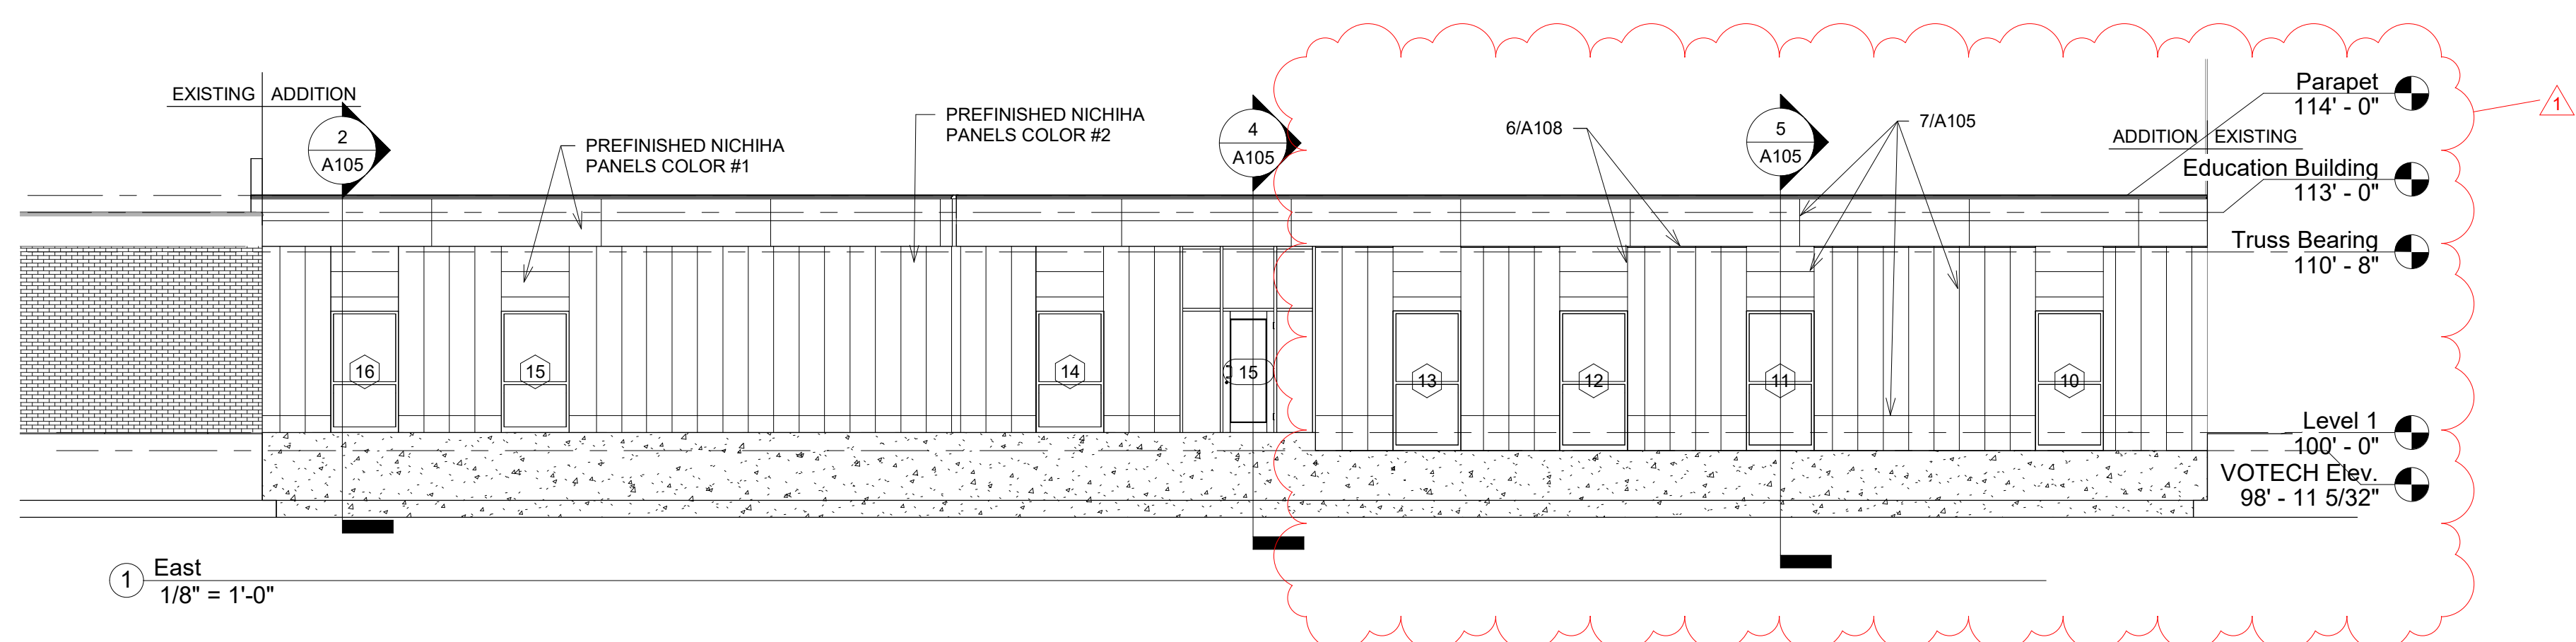 EXISTING
ADDITION
2
A105
PREFINISHED NICHIHA
PANELS COLOR #1
PREFINISHED NICHIHA
PANELS COLOR #2
4
A105
6/A108
5
A105
7/A105
ADDITION
EXISTING
Parapet
114' - 0"
1
Education Building
113' - 0"
Truss Bearing
110' - 8"
16
15
14
15
13
12
11
10
Level 1
100' - 0"
VOTECH Elev.
98' - 11 5/32"
1
East
1/8" = 1'-0"